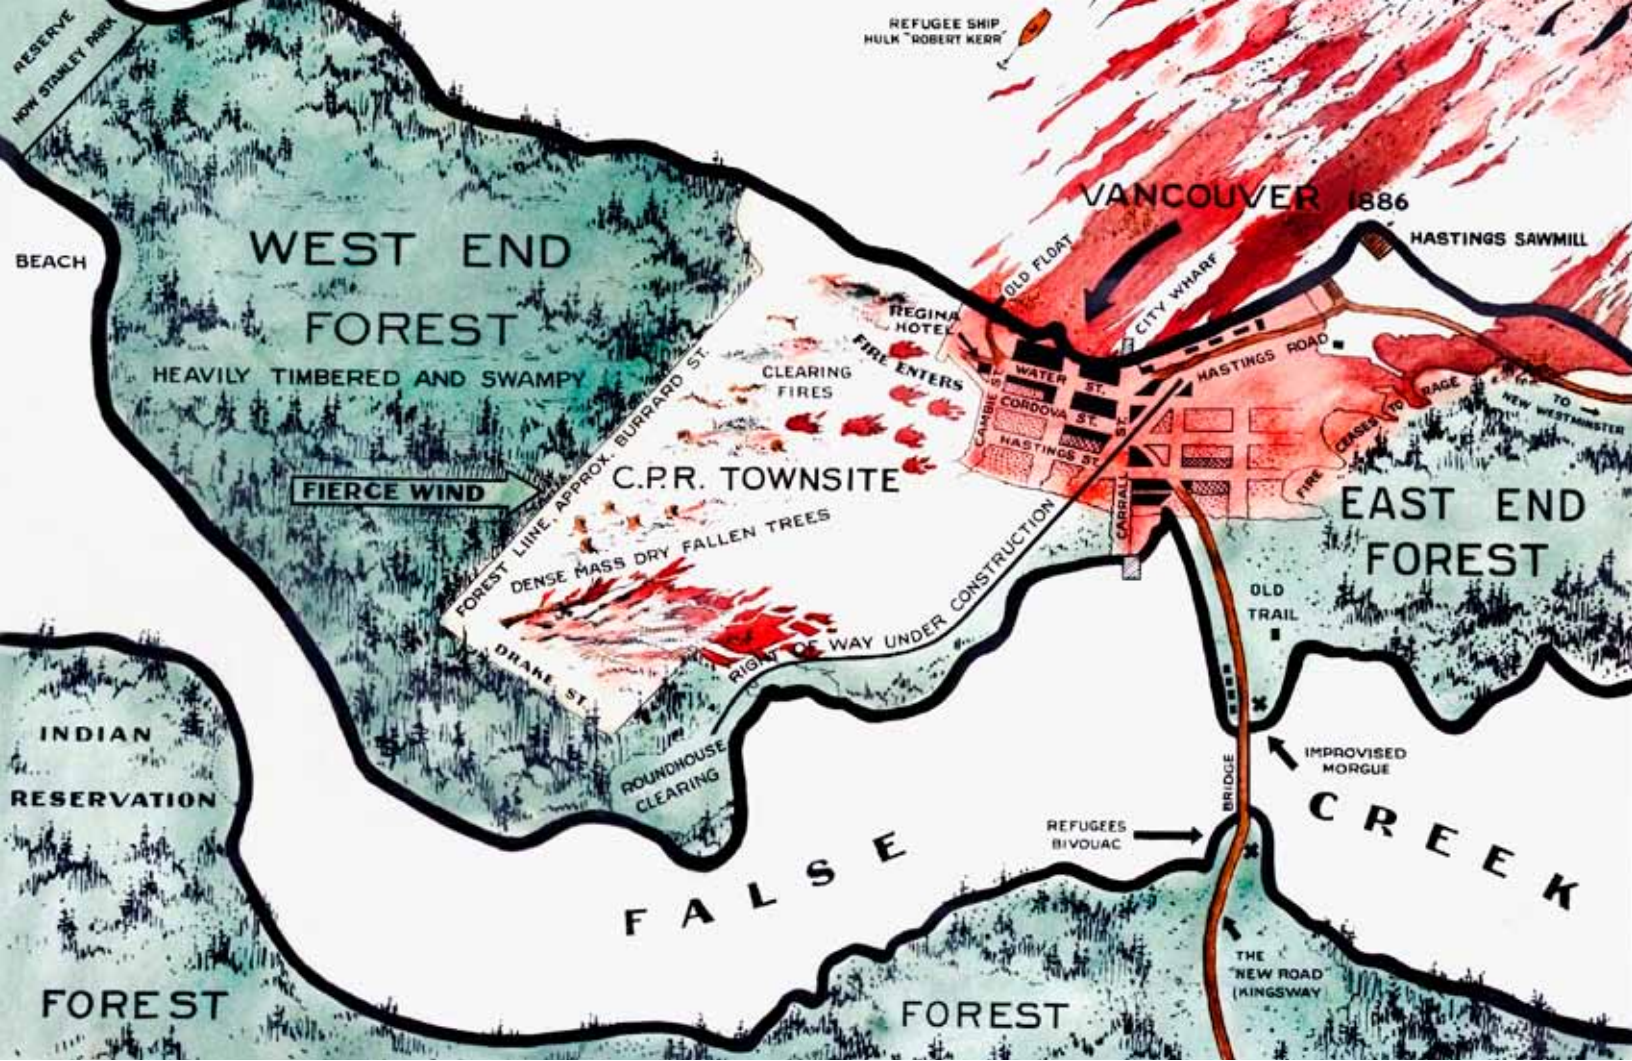 RESERVE
NOW STANLEY PARK
REFUGEE SHIP
HULK "ROBERT KERR"
VANCOUVER 1886
HASTINGS SAWMILL
OLD FLOAT
CITY WHARF
BEACH
WEST END
FOREST
HEAVILY TIMBERED AND SWAMPY
FIERCE WIND
FOREST LIINE, APPROX. BURRARD ST.
REGINA
HOTEL
FIRE ENTERS
CLEARING
FIRES
WATER ST.
CORDOVA ST.
HASTINGS ST.
CAMBIE ST.
CARRALL ST.
HASTINGS ROAD
TO
NEW WESTMINSTER
FIRE CEASES TO RAGE
C.P.R. TOWNSITE
DENSE MASS DRY FALLEN TREES
EAST END
FOREST
RIGHT OF WAY UNDER CONSTRUCTION
DRAKE ST.
OLD
TRAIL
INDIAN
RESERVATION
ROUNDHOUSE
CLEARING
BRIDGE
IMPROVISED
MORGUE
REFUGEES
BIVOUAC
FALSE CREEK
THE
"NEW ROAD"
(KINGSWAY
FOREST
FOREST